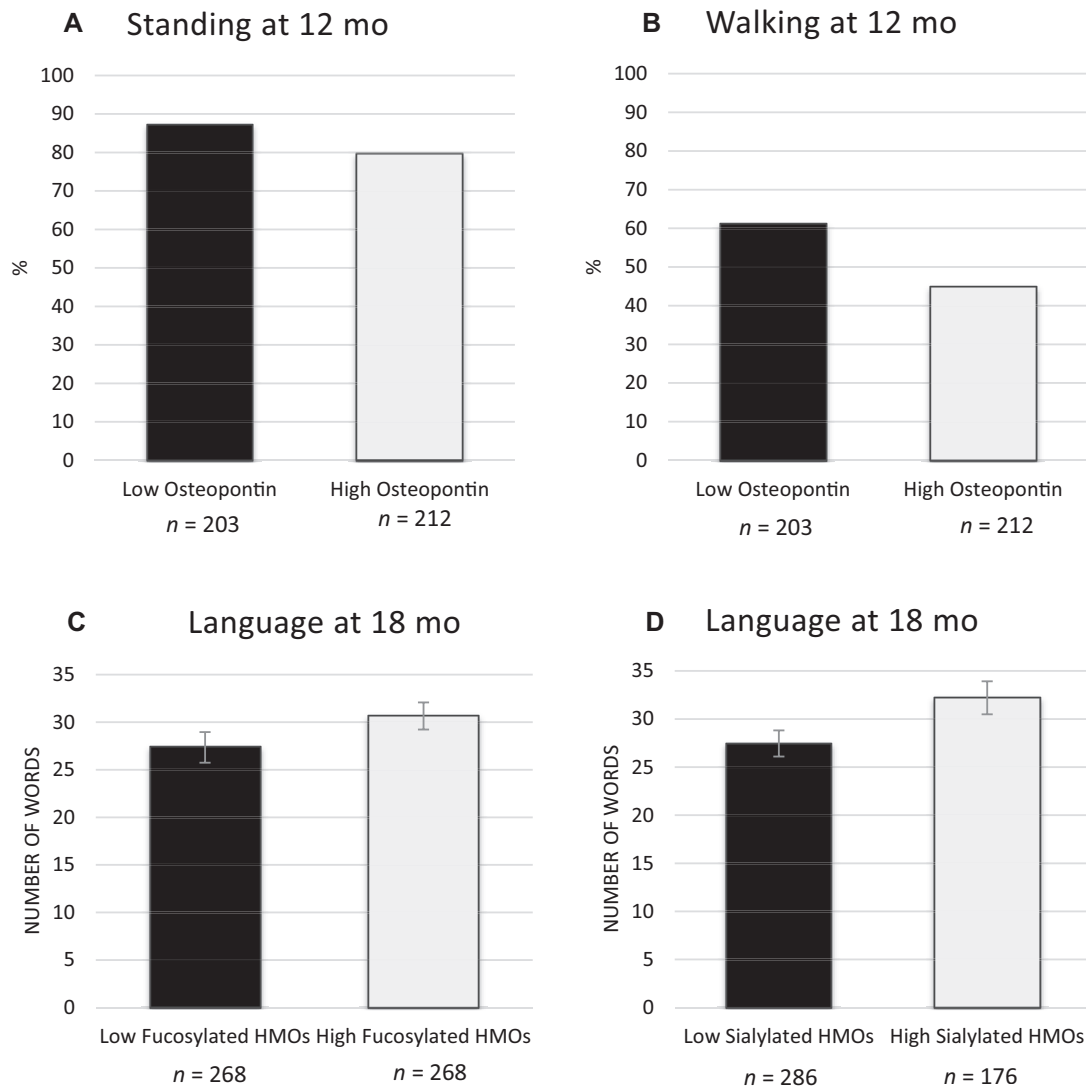 A Standing at 12 mo
100
90
80
70
60
50
40
30
20
10
0
%
Low Osteopontin High Osteopontin
n = 203 n = 212
B Walking at 12 mo
100
90
80
70
60
50
40
30
20
10
0
%
Low Osteopontin High Osteopontin
n = 203 n = 212
C Language at 18 mo
35
30
25
20
15
10
5
0
NUMBER OF WORDS
Low Fucosylated HMOs High Fucosylated HMOs
n = 268 n = 268
D Language at 18 mo
35
30
25
20
15
10
5
0
NUMBER OF WORDS
Low Sialylated HMOs High Sialylated HMOs
n = 286 n = 176